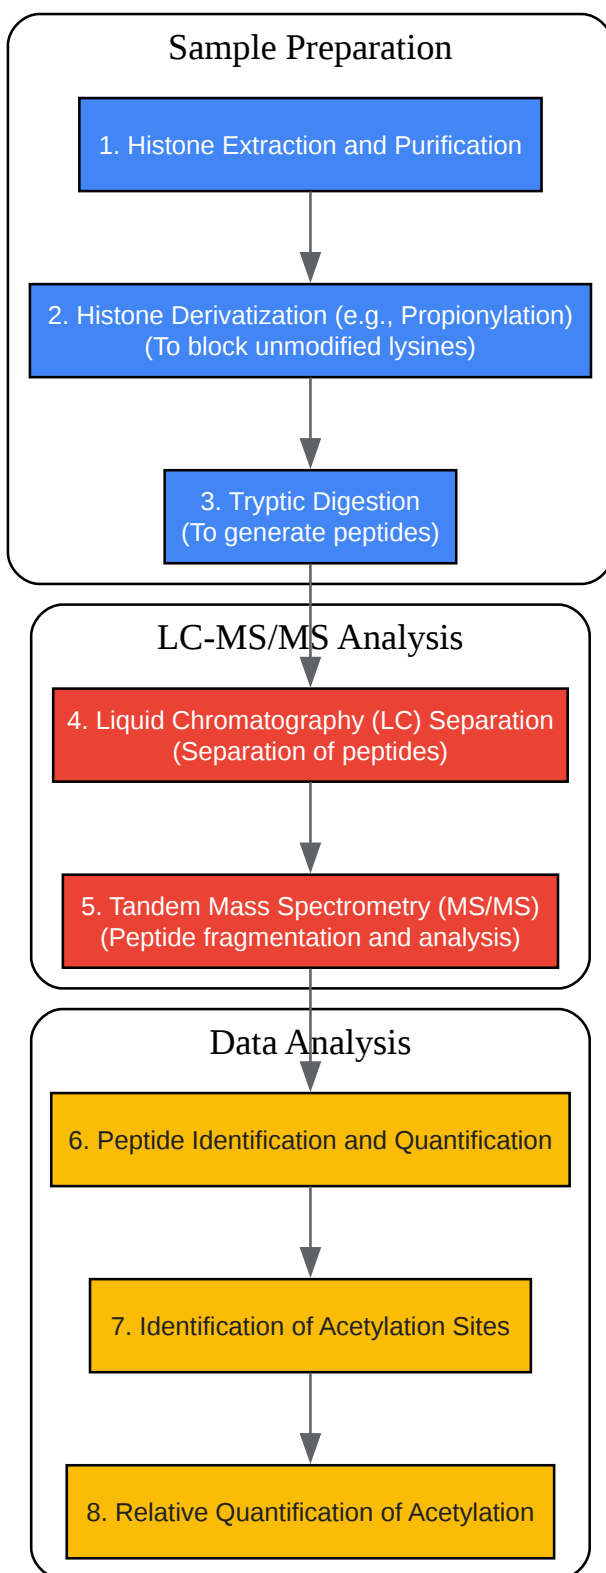 Sample Preparation
1. Histone Extraction and Purification
2. Histone Derivatization (e.g., Propionylation)
(To block unmodified lysines)
3. Tryptic Digestion
(To generate peptides)
LC-MS/MS Analysis
4. Liquid Chromatography (LC) Separation
(Separation of peptides)
5. Tandem Mass Spectrometry (MS/MS)
(Peptide fragmentation and analysis)
Data Analysis
6. Peptide Identification and Quantification
7. Identification of Acetylation Sites
8. Relative Quantification of Acetylation